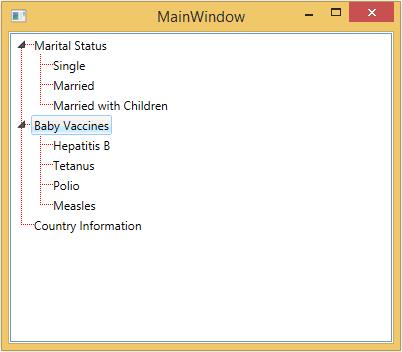 MainWindow
Marital Status
Single
Married
Married with Children
Baby Vaccines
Hepatitis B
Tetanus
Polio
Measles
Country Information